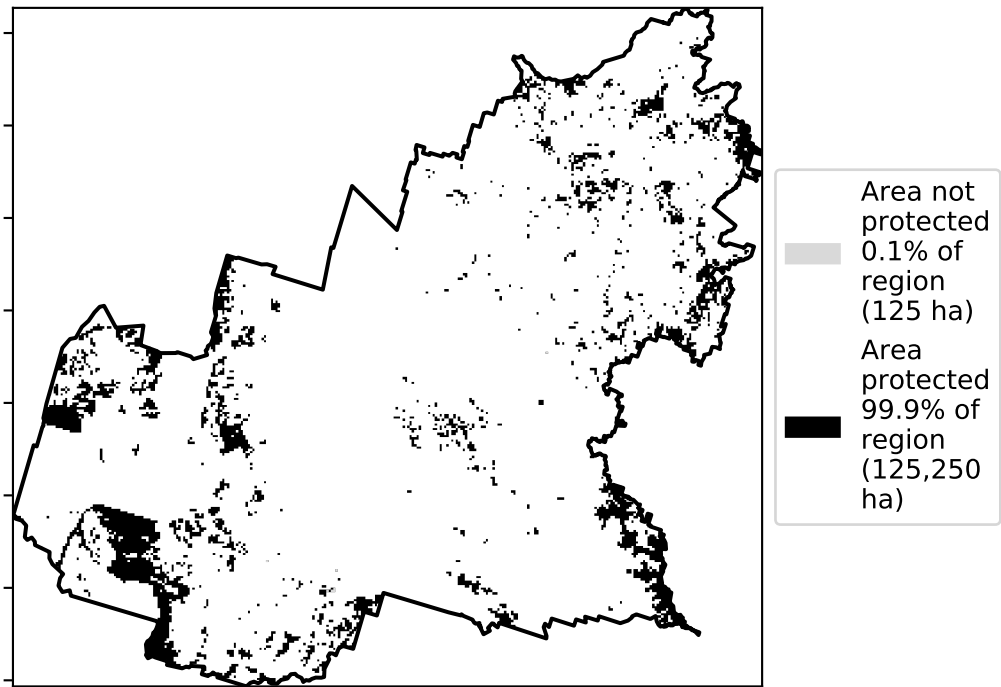 Area not
protected
0.1% of
region
(125 ha)
Area
protected
99.9% of
region
(125,250
ha)